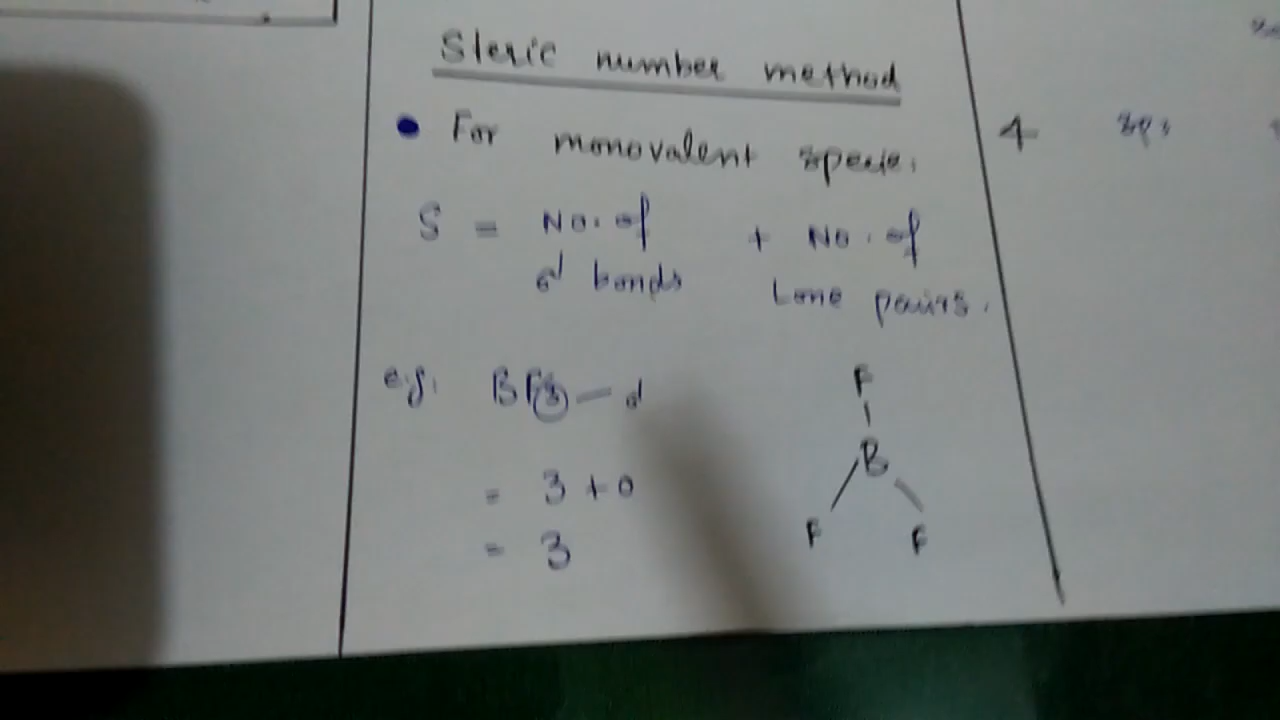 Steric number method
• For monovalent specie.
S = No. of σ bonds + No. of Lone pairs.
e.g. BF3 — σ
= 3 + 0
= 3
F
B
F F
4